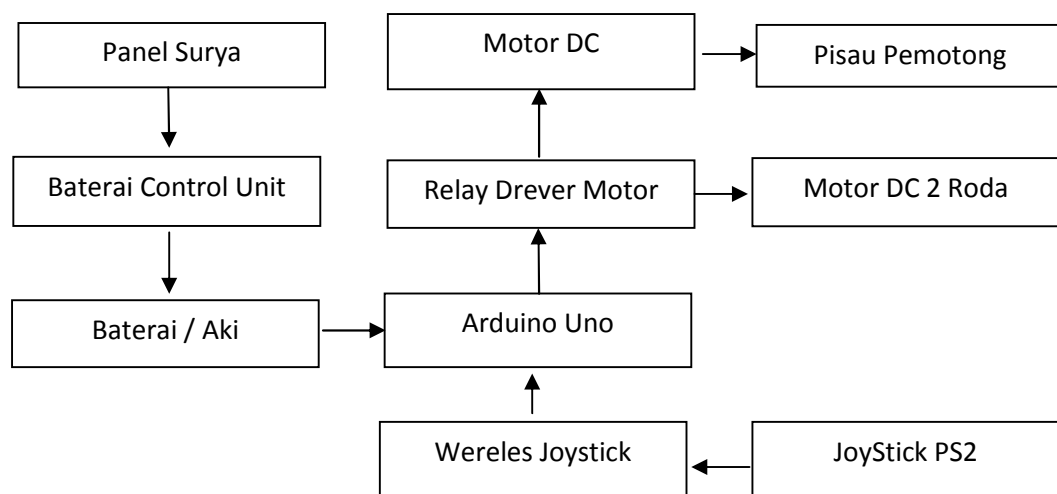 Panel Surya
Motor DC
Pisau Pemotong
Baterai Control Unit
Relay Drever Motor
Motor DC 2 Roda
Baterai / Aki
Arduino Uno
Wereles Joystick
JoyStick PS2